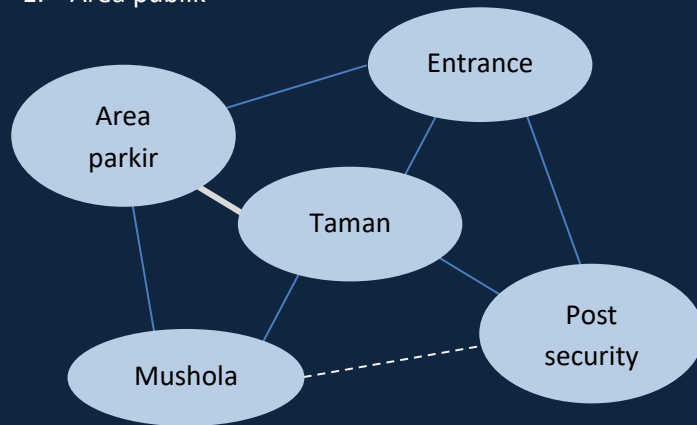 Area publik
Entrance
Area
parkir
Taman
Post
security
Mushola